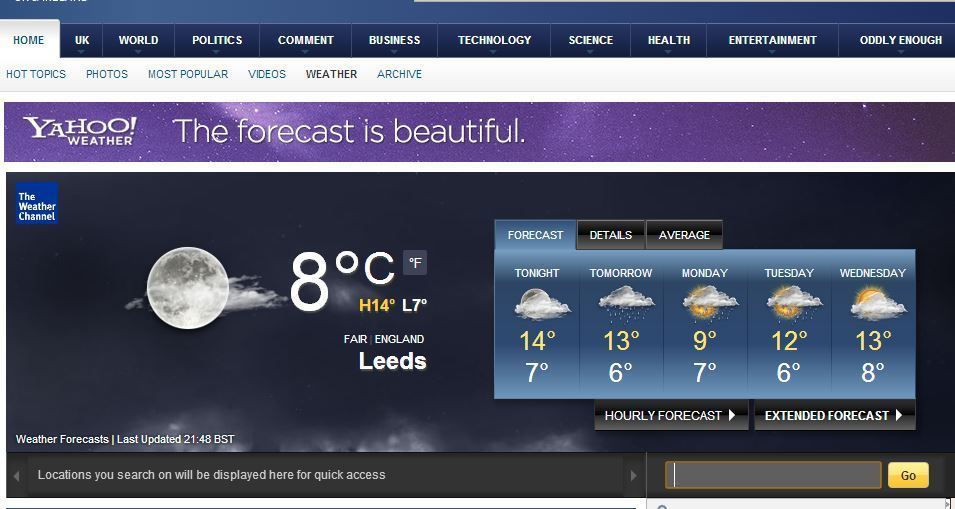 HOME UK WORLD POLITICS COMMENT BUSINESS TECHNOLOGY SCIENCE HEALTH ENTERTAINMENT ODDLY ENOUGH
HOT TOPICS PHOTOS MOST POPULAR VIDEOS WEATHER ARCHIVE
YAHOO! WEATHER The forecast is beautiful.
The
Weather
Channel
8°C °F
H14° L7°
FAIR | ENGLAND
Leeds
FORECAST DETAILS AVERAGE
TONIGHT TOMORROW MONDAY TUESDAY WEDNESDAY
14° 13° 9° 12° 13°
7° 6° 7° 6° 8°
HOURLY FORECAST EXTENDED FORECAST
Weather Forecasts | Last Updated 21:48 BST
Locations you search on will be displayed here for quick access
Go